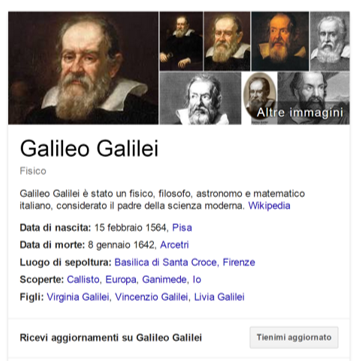 Altre immagini
Galileo Galilei
Fisico
Galileo Galilei è stato un fisico, filosofo, astronomo e matematico
italiano, considerato il padre della scienza moderna. Wikipedia
Data di nascita: 15 febbraio 1564, Pisa
Data di morte: 8 gennaio 1642, Arcetri
Luogo di sepoltura: Basilica di Santa Croce, Firenze
Scoperte: Callisto, Europa, Ganimede, Io
Figli: Virginia Galilei, Vincenzio Galilei, Livia Galilei
Ricevi aggiornamenti su Galileo Galilei Tienimi aggiornato